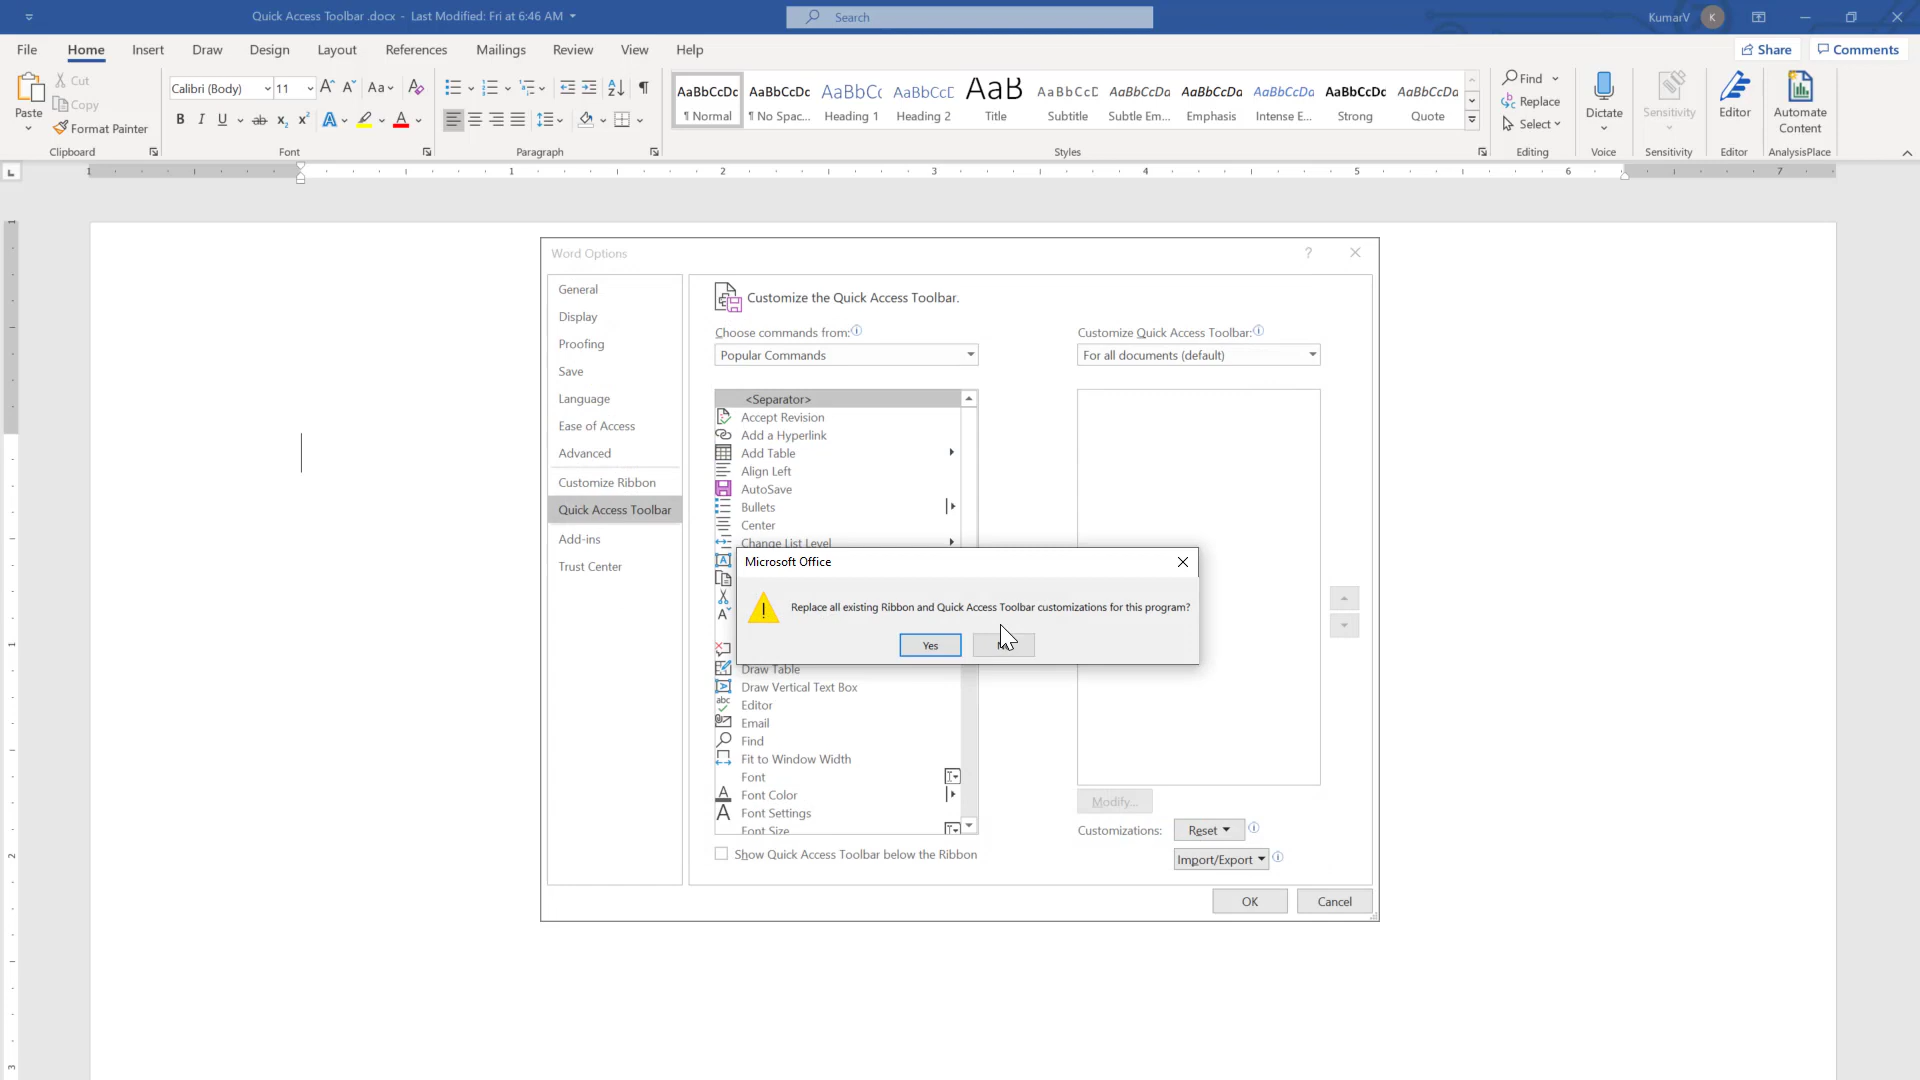 Quick Access Toolbar .docx - Last Modified: Fri at 6:46 AM
Search
KumarV
K
File
Home
Insert
Draw
Design
Layout
References
Mailings
Review
View
Help
Share
Comments
Paste
Cut
Copy
Format Painter
Clipboard
Calibri (Body)
11
Font
Paragraph
AaBbCcDc
¶ Normal
AaBbCcDc
¶ No Spac...
AaBbCc
Heading 1
AaBbCcE
Heading 2
AaB
Title
AaBbCcD
Subtitle
AaBbCcDa
Subtle Em...
AaBbCcDa
Emphasis
AaBbCcDa
Intense E...
AaBbCcDc
Strong
AaBbCcDa
Quote
Styles
Find
Replace
Select
Editing
Dictate
Voice
Sensitivity
Sensitivity
Editor
Editor
Automate
Content
AnalysisPlace
1 1 2 3 4 5 6 7
Word Options
General
Display
Proofing
Save
Language
Ease of Access
Advanced
Customize Ribbon
Quick Access Toolbar
Add-ins
Trust Center
Customize the Quick Access Toolbar.
Choose commands from:
Popular Commands
Customize Quick Access Toolbar:
For all documents (default)
<Separator>
Accept Revision
Add a Hyperlink
Add Table
Align Left
AutoSave
Bullets
Center
Change List Level
Microsoft Office
Replace all existing Ribbon and Quick Access Toolbar customizations for this program?
Yes
Draw Table
Draw Vertical Text Box
Editor
Email
Find
Fit to Window Width
Font
Font Color
Font Settings
Font Size
Show Quick Access Toolbar below the Ribbon
Modify...
Customizations:
Reset
Import/Export
OK
Cancel